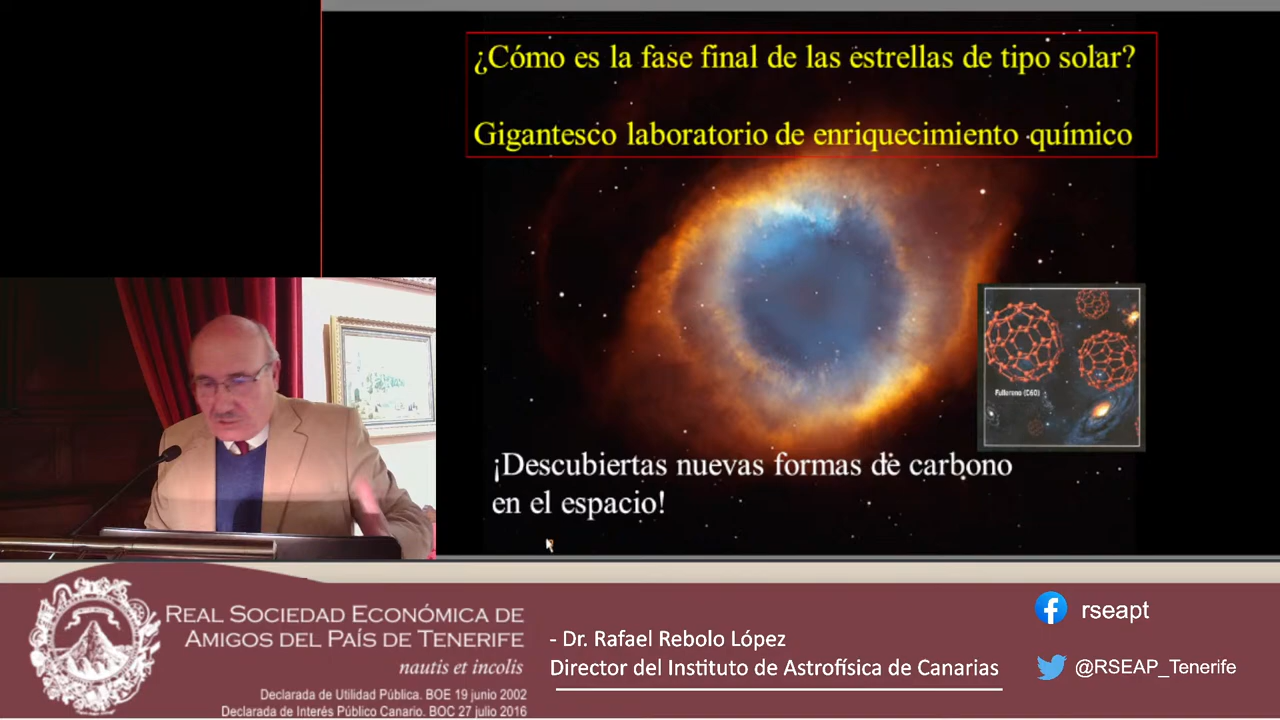 ¿Cómo es la fase final de las estrellas de tipo solar?
Gigantesco laboratorio de enriquecimiento químico
Fullereno (C60)
¡Descubiertas nuevas formas de carbono
en el espacio!
REAL SOCIEDAD ECONÓMICA DE
AMIGOS DEL PAÍS DE TENERIFE
nautis et incolis
Declarada de Utilidad Pública. BOE 19 junio 2002
Declarada de Interés Público Canario. BOC 27 julio 2016
- Dr. Rafael Rebolo López
Director del Instituto de Astrofísica de Canarias
rseapt
@RSEAP_Tenerife